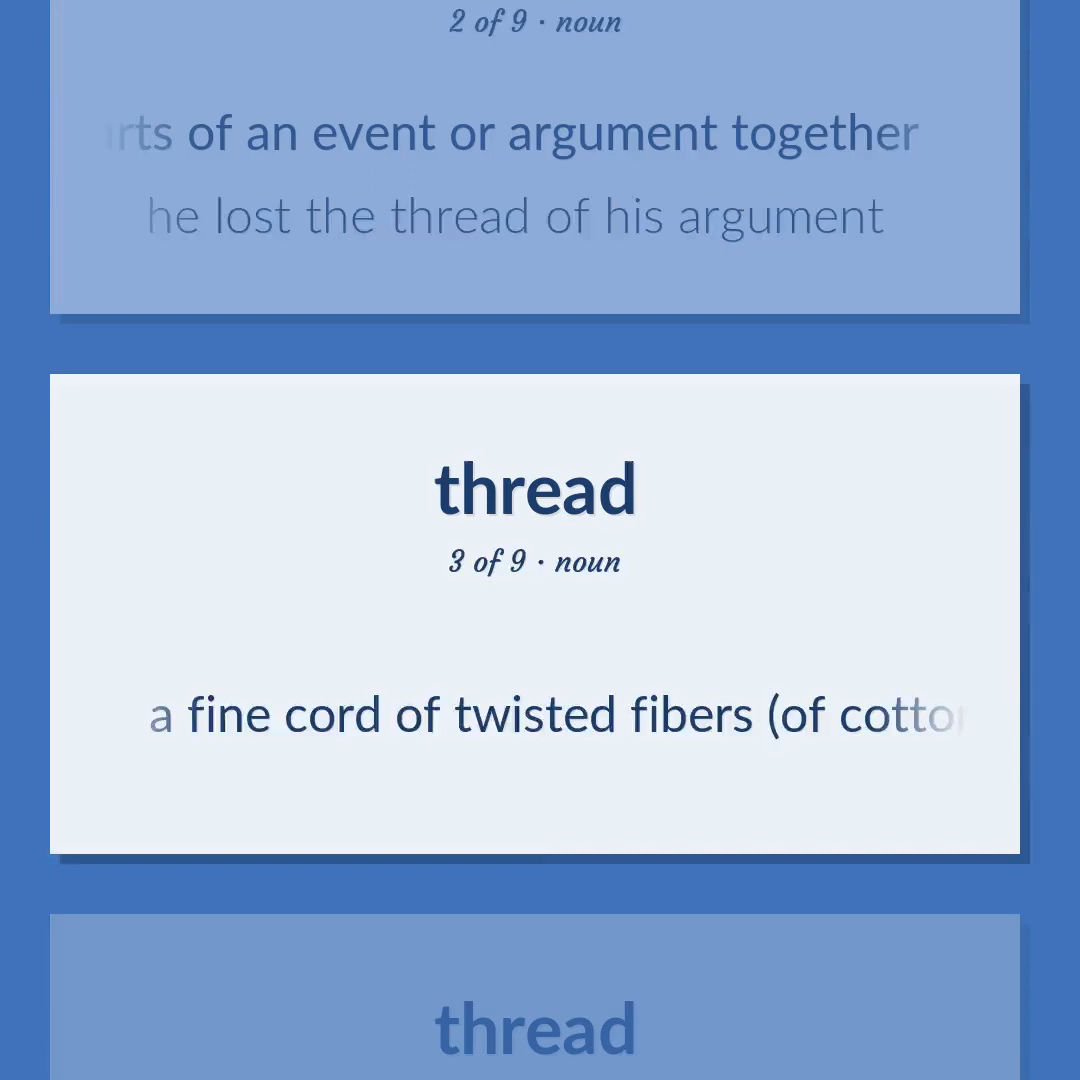 2 of 9 · noun
of an event or argument together
he lost the thread of his argument
thread
3 of 9 · noun
a fine cord of twisted fibers (of
thread